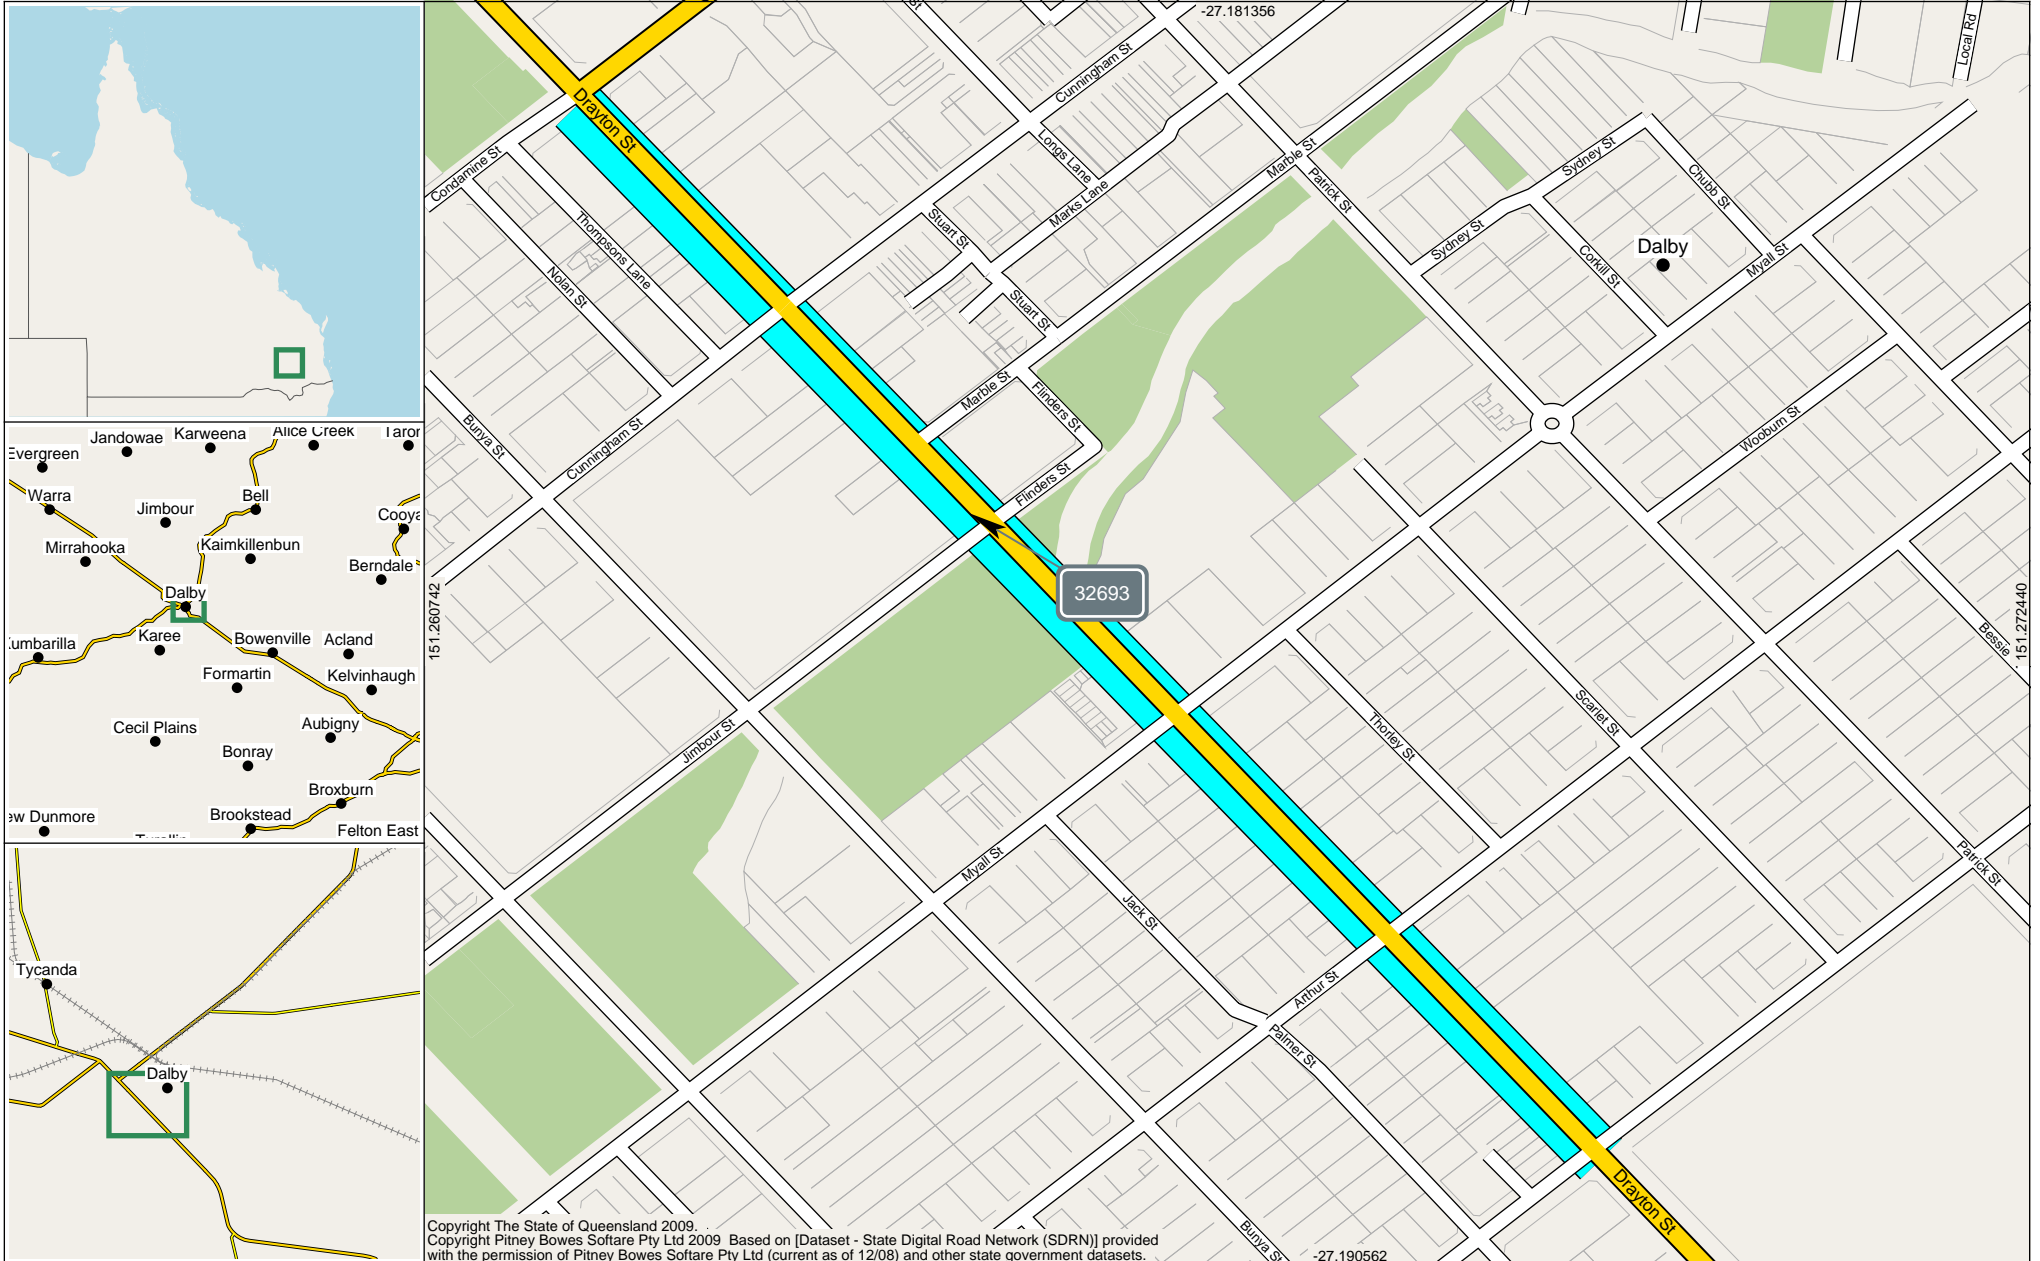 Jandowae
Karweena
Alice Creek
Taror
Evergreen
Warra
Jimbour
Bell
Cooya
Mirrahooka
Kaimkillenbun
Berndale
Dalby
Karee
Bowenville
Acland
Kumbarilla
Formartin
Kelvinhaugh
Cecil Plains
Aubigny
Bonray
Broxburn
Brookstead
ew Dunmore
Felton East
Tycanda
Dalby
-27.181356
151.260742
151.272440
-27.190562
Drayton St
Condamine St
Thompsons Lane
Nolan St
Bunya St
Cunningham St
Cunningham St
Longs Lane
Marks Lane
Stuart St
Stuart St
Marble St
Marble St
Flinders St
Flinders St
Patrick St
Sydney St
Sydney St
Chubb St
Corkill St
Myall St
Dalby
Local Rd
Wooburn St
Bessie
32693
Jimbour St
Thorley St
Scarlet St
Patrick St
Myall St
Jack St
Arthur St
Palmer St
Drayton St
Bunya St
Copyright The State of Queensland 2009.
Copyright Pitney Bowes Softare Pty Ltd 2009  Based on [Dataset - State Digital Road Network (SDRN)] provided
with the permission of Pitney Bowes Softare Pty Ltd (current as of 12/08) and other state government datasets.